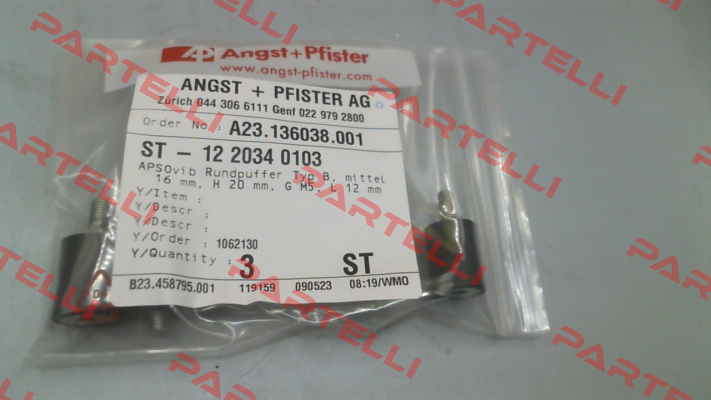 AP Angst+Pfister
www.angst-pfister.com
ANGST + PFISTER AG
Zürich 044 306 6111 Genf 022 979 2800
Order No.: A23.136038.001
ST - 12 2034 0103
APSOvib Rundpuffer Typ B, mittel
16 mm, H 20 mm, G M5, L 12 mm
Y/Item :
Y/Descr :
Y/Descr :
Y/Order : 1062130
Y/Quantity : 3 ST
B23.458795.001 119159 090523 08:19/WMO
PARTELLI
PARTELLI
PARTELLI
PARTELLI
PARTELLI
PARTELLI